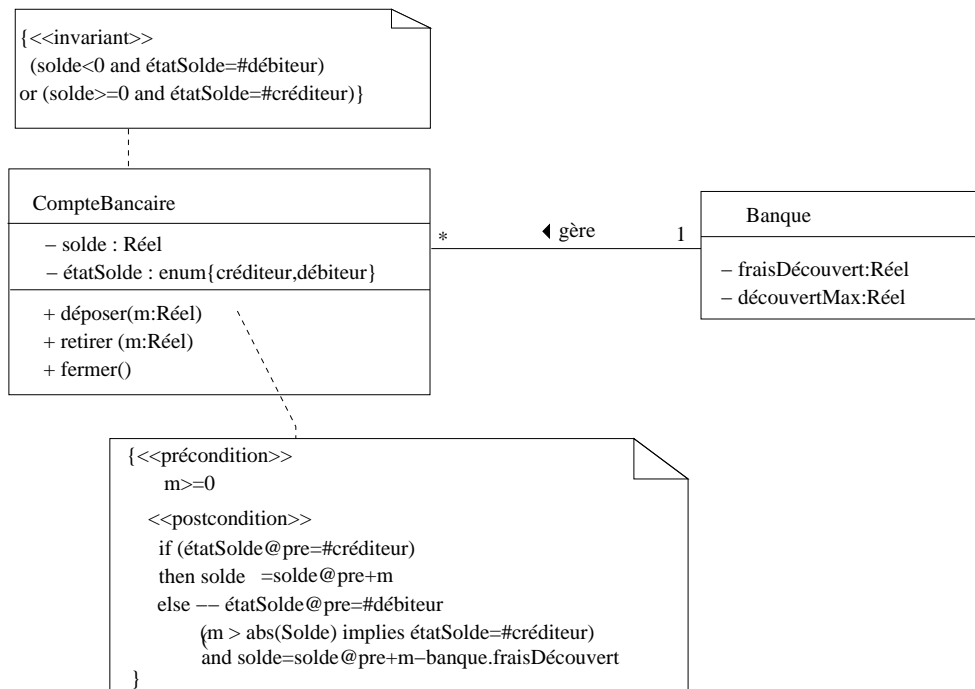 {<<invariant>>
(solde<0 and étatSolde=#débiteur)
or (solde>=0 and étatSolde=#créditeur)}
CompteBancaire
− solde : Réel
− étatSolde : enum{créditeur,débiteur}
+ déposer(m:Réel)
+ retirer (m:Réel)
+ fermer()
* gère 1
Banque
− fraisDécouvert:Réel
− découvertMax:Réel
{<<précondition>>
m>=0
<<postcondition>>
if (étatSolde@pre=#créditeur)
then solde =solde@pre+m
else −− étatSolde@pre=#débiteur
(m > abs(Solde) implies étatSolde=#créditeur)
and solde=solde@pre+m−banque.fraisDécouvert
}